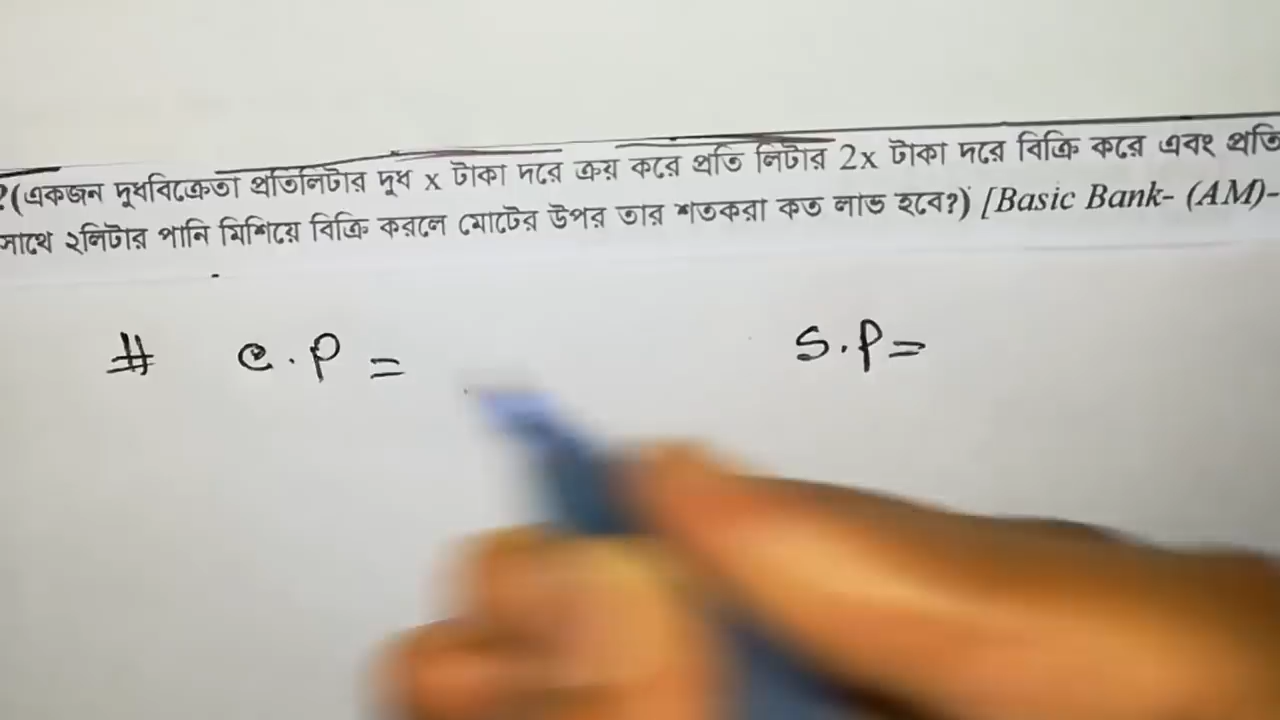 ?(একজন দুধবিক্রেতা প্রতিলিটার দুধ x টাকা দরে ক্রয় করে প্রতি লিটার 2x টাকা দরে বিক্রি করে এবং প্রতি
সাথে ২লিটার পানি মিশিয়ে বিক্রি করলে মোটের উপর তার শতকরা কত লাভ হবে?) [Basic Bank- (AM)-
# C.P = S.P=